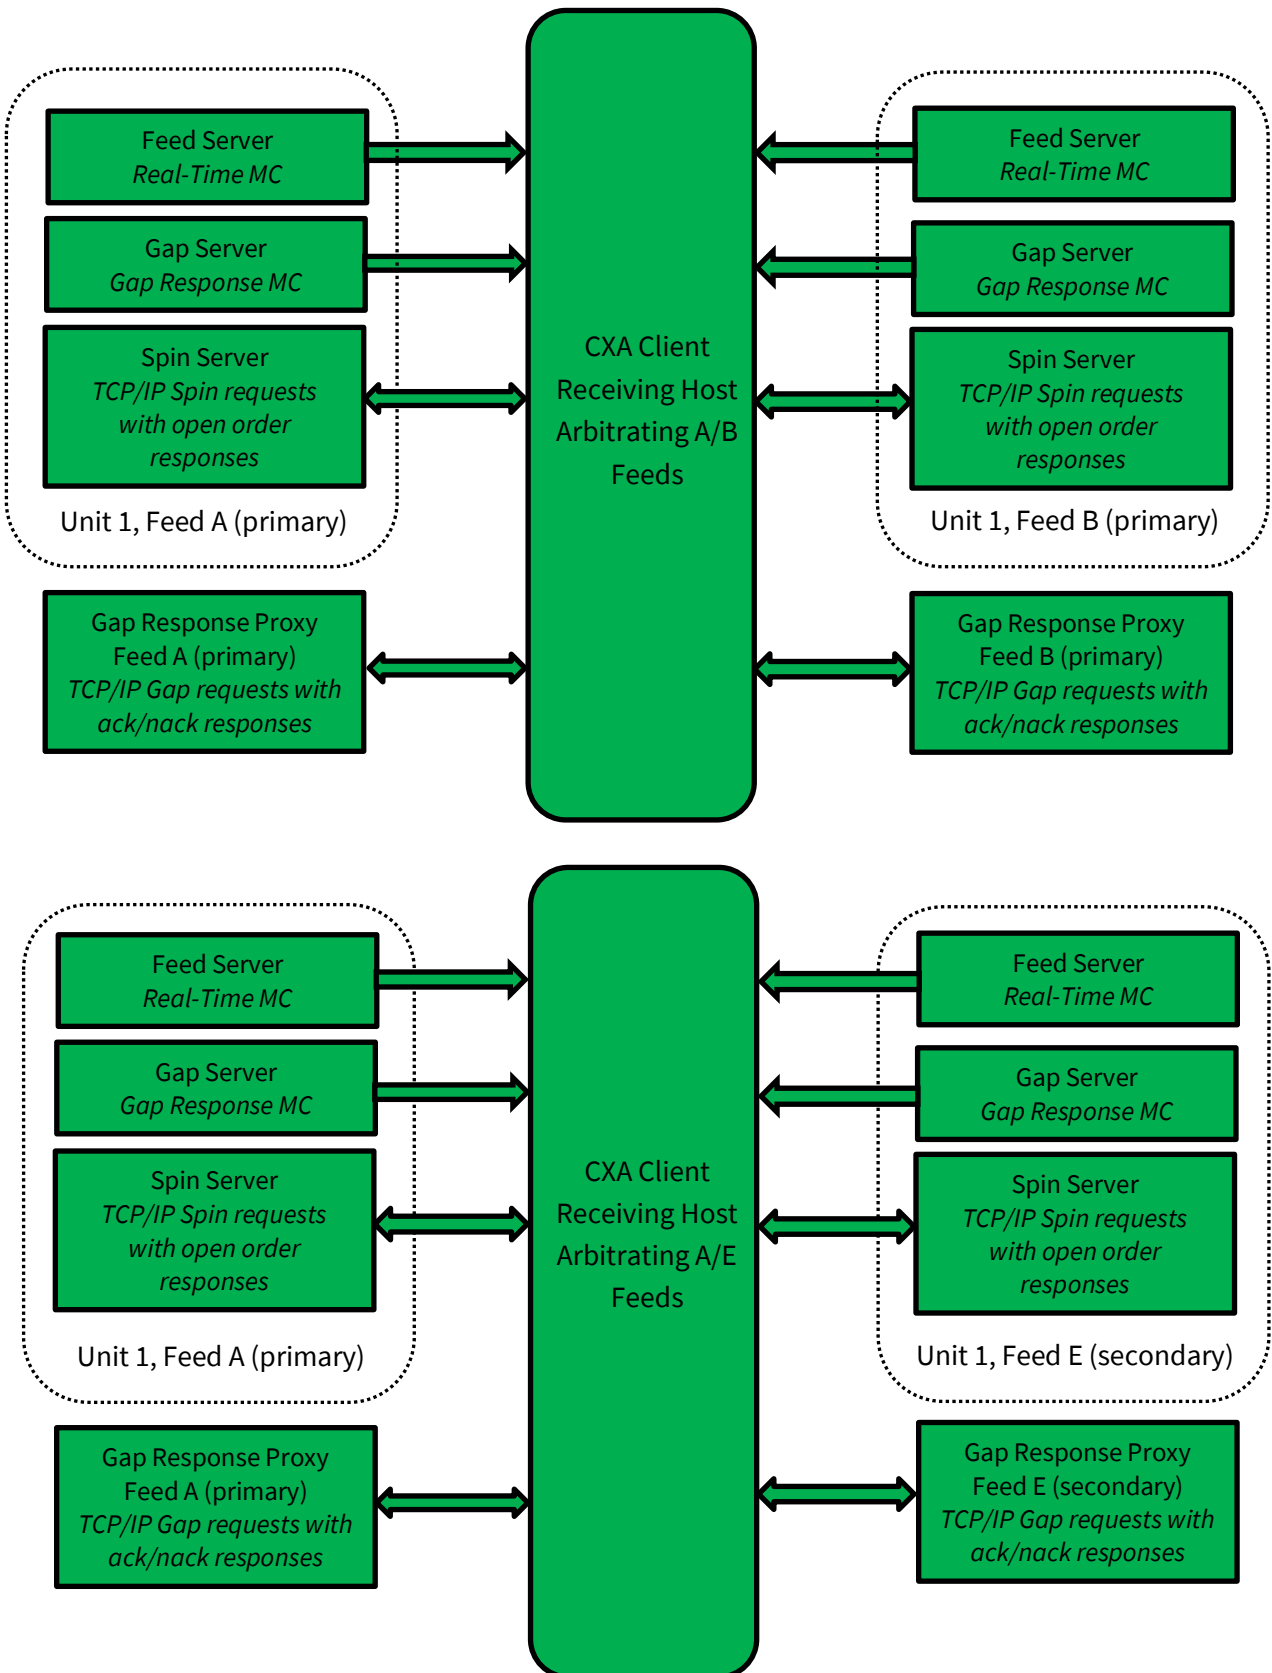 Feed Server
Real-Time MC
Gap Server
Gap Response MC
Spin Server
TCP/IP Spin requests
with open order
responses
Unit 1, Feed A (primary)
Gap Response Proxy
Feed A (primary)
TCP/IP Gap requests with
ack/nack responses
CXA Client
Receiving Host
Arbitrating A/B
Feeds
Feed Server
Real-Time MC
Gap Server
Gap Response MC
Spin Server
TCP/IP Spin requests
with open order
responses
Unit 1, Feed B (primary)
Gap Response Proxy
Feed B (primary)
TCP/IP Gap requests with
ack/nack responses
Feed Server
Real-Time MC
Gap Server
Gap Response MC
Spin Server
TCP/IP Spin requests
with open order
responses
Unit 1, Feed A (primary)
Gap Response Proxy
Feed A (primary)
TCP/IP Gap requests with
ack/nack responses
CXA Client
Receiving Host
Arbitrating A/E
Feeds
Feed Server
Real-Time MC
Gap Server
Gap Response MC
Spin Server
TCP/IP Spin requests
with open order
responses
Unit 1, Feed E (secondary)
Gap Response Proxy
Feed E (secondary)
TCP/IP Gap requests with
ack/nack responses